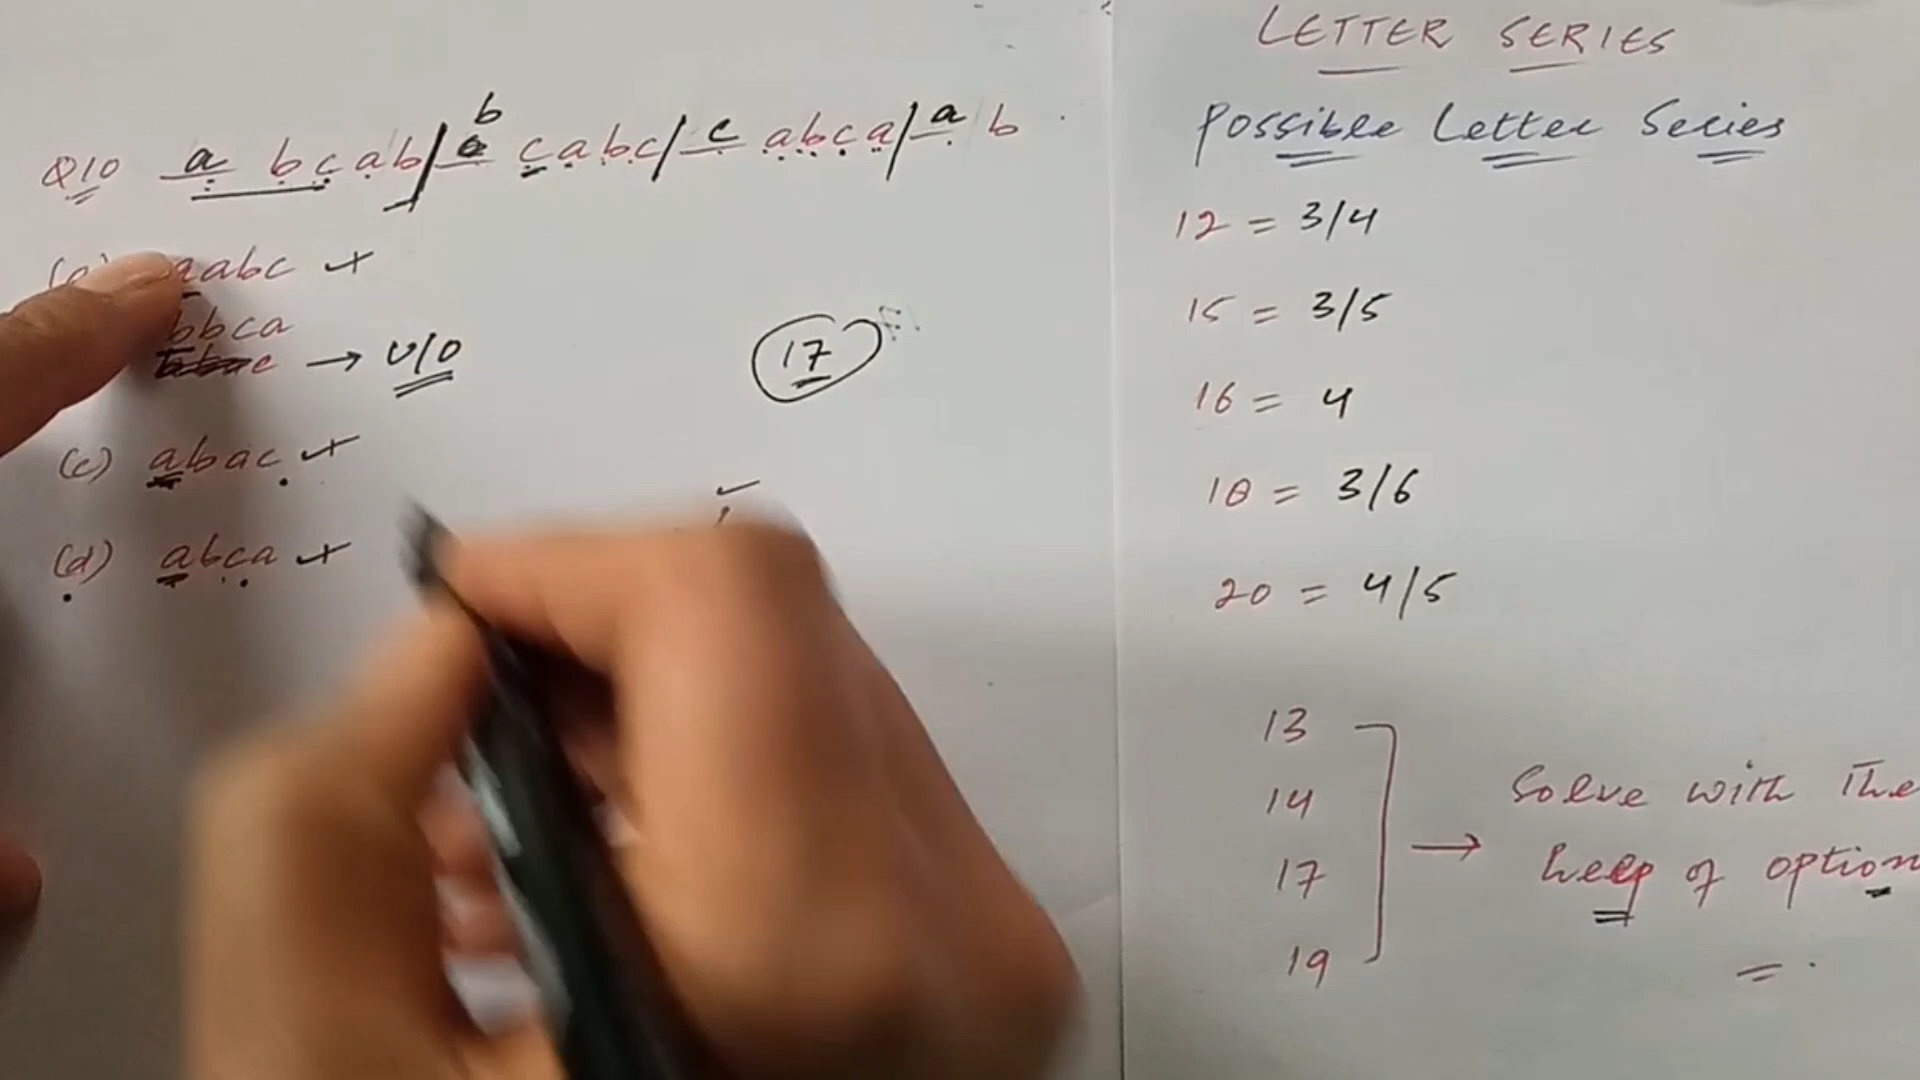 Q10 a bcab/ b cabc/ c abca/ a b
aabc
bbca
c → U/O
(c) abac
(d) abca
17
LETTER SERIES
Possible Letter Series
12 = 3/4
15 = 3/5
16 = 4
18 = 3/6
20 = 4/5
13
14
17
19
→ Solve with The
help of option